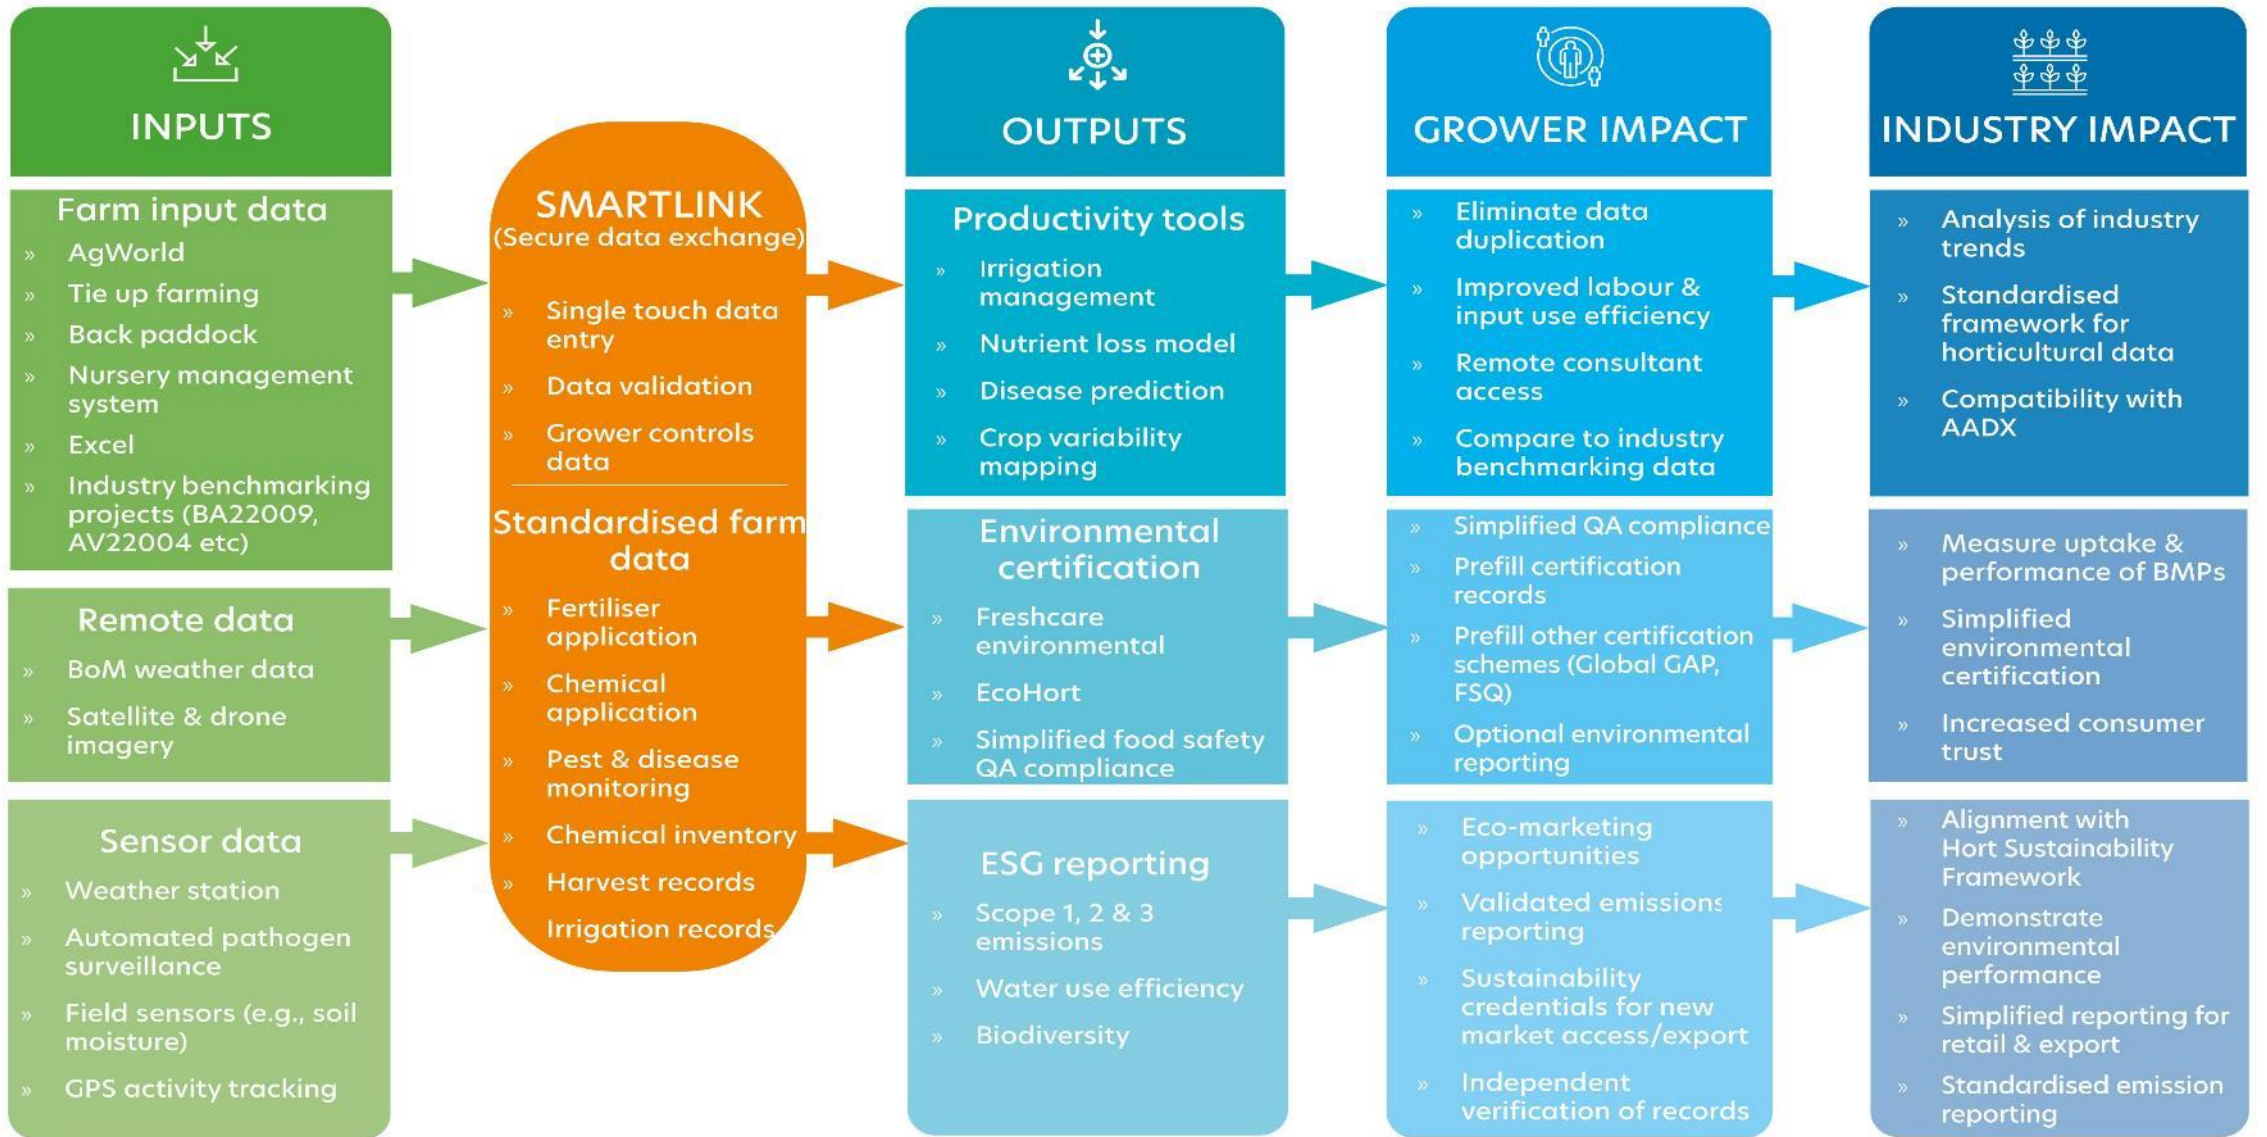 INPUTS
Farm input data
» AgWorld
» Tie up farming
» Back paddock
» Nursery management
system
» Excel
» Industry benchmarking
projects (BA22009,
AV22004 etc)
Remote data
» BoM weather data
» Satellite & drone
imagery
Sensor data
» Weather station
» Automated pathogen
surveillance
» Field sensors (e.g., soil
moisture)
» GPS activity tracking
SMARTLINK
(Secure data exchange)
» Single touch data
entry
» Data validation
» Grower controls
data
Standardised farm
data
» Fertiliser
application
» Chemical
application
» Pest & disease
monitoring
» Chemical inventory
» Harvest records
Irrigation records
OUTPUTS
Productivity tools
» Irrigation
management
» Nutrient loss model
» Disease prediction
» Crop variability
mapping
Environmental
certification
» Freshcare
environmental
» EcoHort
» Simplified food safety
QA compliance
ESG reporting
» Scope 1, 2 & 3
emissions
» Water use efficiency
» Biodiversity
GROWER IMPACT
» Eliminate data
duplication
» Improved labour &
input use efficiency
» Remote consultant
access
» Compare to industry
benchmarking data
» Simplified QA compliance
» Prefill certification
records
» Prefill other certification
schemes (Global GAP,
FSQ)
» Optional environmental
reporting
» Eco-marketing
opportunities
» Validated emissions
reporting
» Sustainability
credentials for new
market access/export
» Independent
verification of records
INDUSTRY IMPACT
» Analysis of industry
trends
» Standardised
framework for
horticultural data
» Compatibility with
AADX
» Measure uptake &
performance of BMPs
» Simplified
environmental
certification
» Increased consumer
trust
» Alignment with
Hort Sustainability
Framework
» Demonstrate
environmental
performance
» Simplified reporting for
retail & export
» Standardised emission
reporting